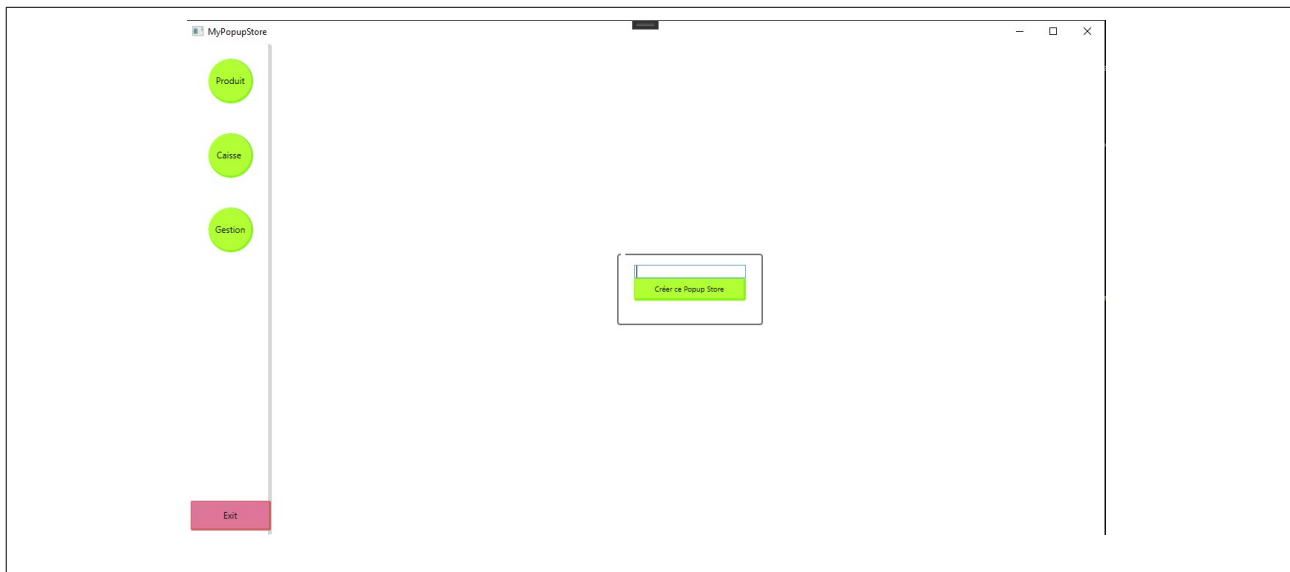 MyPopupStore
Produit
Caisse
Gestion
Créer ce Popup Store
Exit